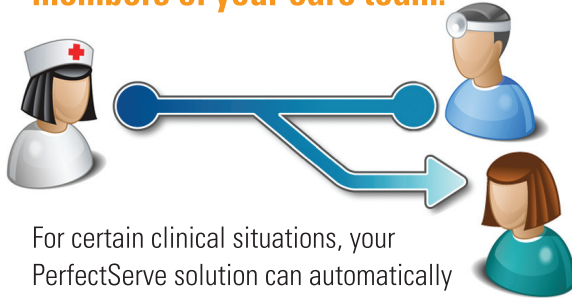 members of your care team.
For certain clinical situations, your
PerfectServe solution can automatically